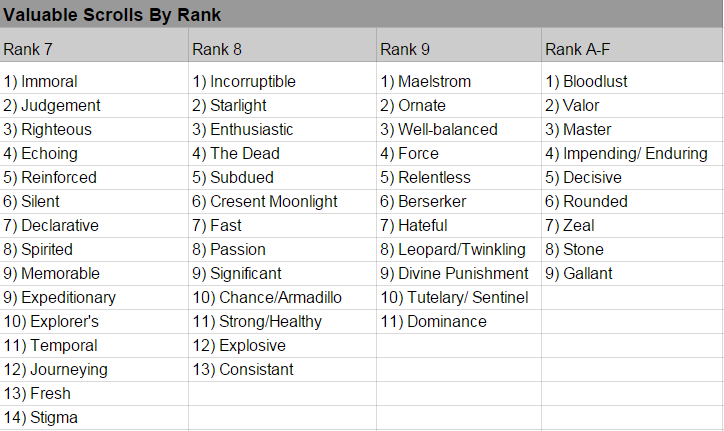 Valuable Scrolls By Rank
Rank 7 Rank 8 Rank 9 Rank A-F
1) Immoral 1) Incorruptible 1) Maelstrom 1) Bloodlust
2) Judgement 2) Starlight 2) Ornate 2) Valor
3) Righteous 3) Enthusiastic 3) Well-balanced 3) Master
4) Echoing 4) The Dead 4) Force 4) Impending/ Enduring
5) Reinforced 5) Subdued 5) Relentless 5) Decisive
6) Silent 6) Cresent Moonlight 6) Berserker 6) Rounded
7) Declarative 7) Fast 7) Hateful 7) Zeal
8) Spirited 8) Passion 8) Leopard/Twinkling 8) Stone
9) Memorable 9) Significant 9) Divine Punishment 9) Gallant
9) Expeditionary 10) Chance/Armadillo 10) Tutelary/ Sentinel
10) Explorer's 11) Strong/Healthy 11) Dominance
11) Temporal 12) Explosive
12) Journeying 13) Consistant
13) Fresh
14) Stigma